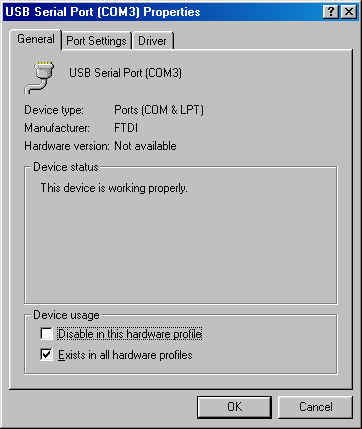 USB Serial Port (COM3) Properties
General Port Settings Driver
USB Serial Port (COM3)
Device type: Ports (COM & LPT)
Manufacturer: FTDI
Hardware version: Not available
Device status
This device is working properly.
Device usage
Disable in this hardware profile
Exists in all hardware profiles
OK Cancel